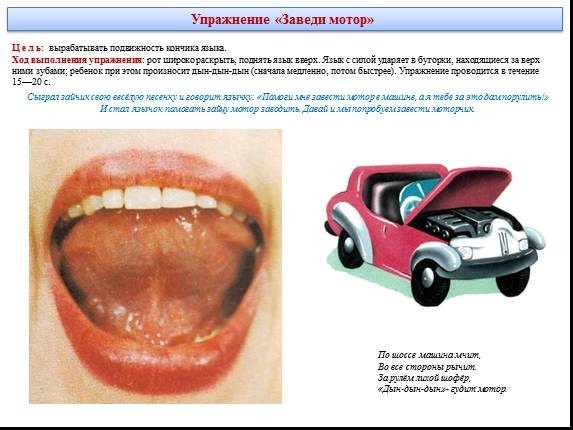 Упражнение «Заведи мотор»
Ц е л ь: вырабатывать подвижность кончика языка.
Ход выполнения упражнения: рот широко раскрыть, поднять язык вверх. Язык с силой ударяет в бугорки, находящиеся за верх
ними зубами; ребенок при этом произносит дын-дын-дын (сначала медленно, потом быстрее). Упражнение проводится в течение
15—20 с.
Сыграл зайчик свою весёлую песенку и говорит язычку: «Помоги мне завести мотор в машине, а я тебе за это дам порулить!»
И стал язычок помогать зайцу мотор заводить. Давай и мы попробуем завести моторчик.
По шоссе машина мчит,
Во все стороны рычит.
За рулём лихой шофёр,
«Дын-дын-дын»- гудит мотор.